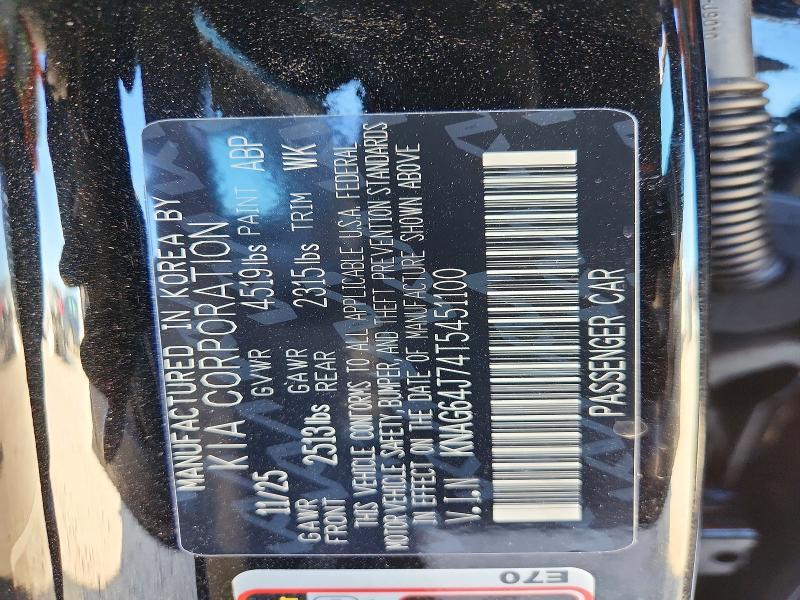 MANUFACTURED IN KOREA BY
KIA CORPORATION
11/25 GVWR 4519lbs PAINT ABP
GAWR FRONT 2513lbs GAWR REAR 2315lbs TRIM WK
THIS VEHICLE CONFORMS TO ALL APPLICABLE U.S.A. FEDERAL
MOTOR VEHICLE SAFETY, BUMPER AND THEFT PREVENTION STANDARDS
IN EFFECT ON THE DATE OF MANUFACTURE SHOWN ABOVE
V.I.N KNAG64J74T5451100
PASSENGER CAR
E70